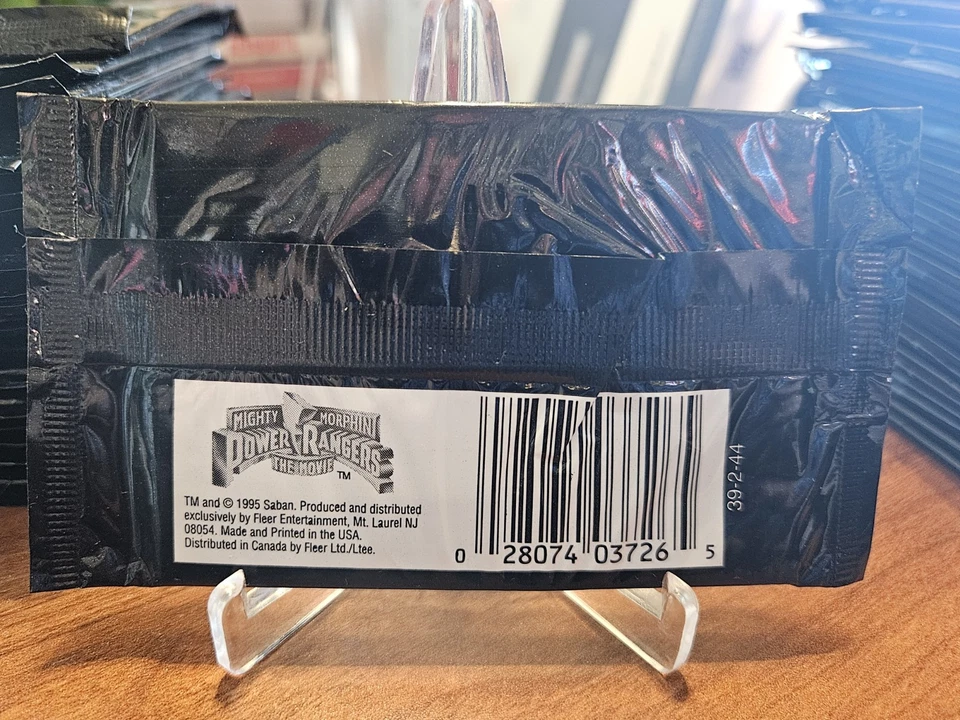 MIGHTY MORPHIN
POWER RANGERS
THE MOVIE
TM
TM and © 1995 Saban. Produced and distributed
exclusively by Fleer Entertainment, Mt. Laurel NJ
08054. Made and Printed in the USA.
Distributed in Canada by Fleer Ltd./Ltee.
0 28074 03726 5
39-2-44